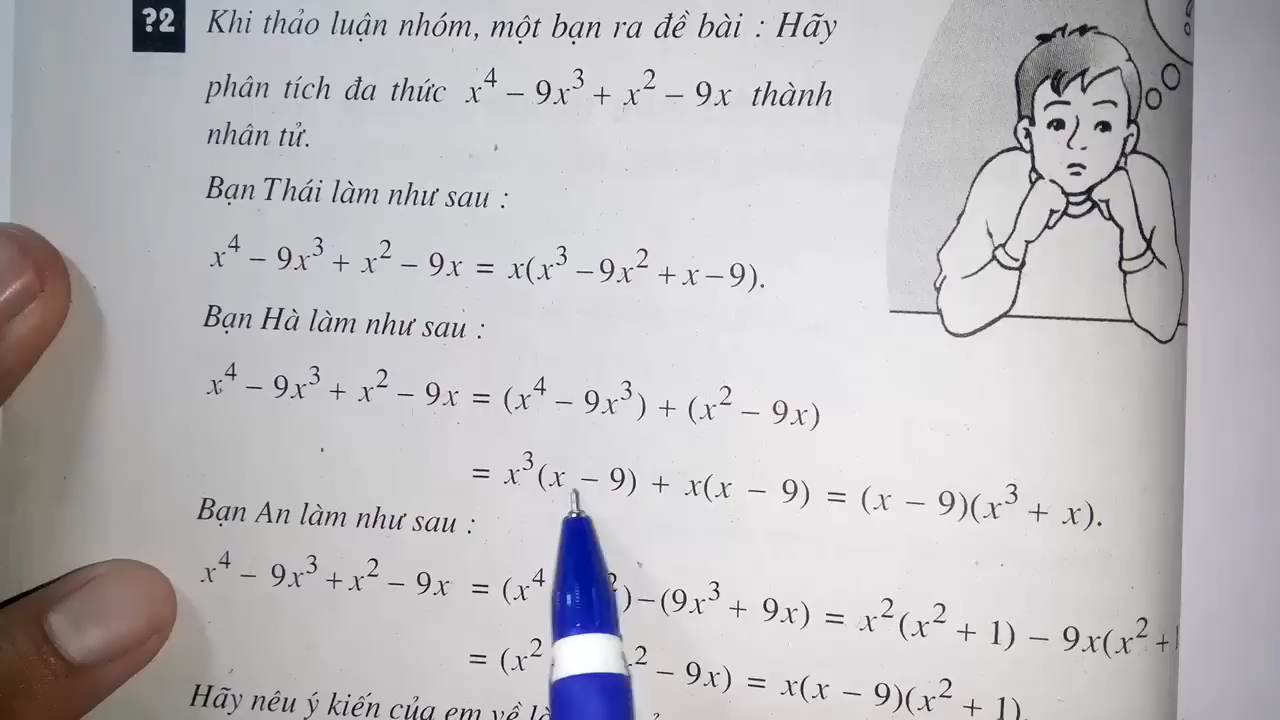 ?2 Khi thảo luận nhóm, một bạn ra đề bài : Hãy
phân tích đa thức x⁴ – 9x³ + x² – 9x thành
nhân tử.
Bạn Thái làm như sau :
x⁴ – 9x³ + x² – 9x = x(x³ – 9x² + x – 9).
Bạn Hà làm như sau :
x⁴ – 9x³ + x² – 9x = (x⁴ – 9x³) + (x² – 9x)
= x³(x – 9) + x(x – 9) = (x – 9)(x³ + x).
Bạn An làm như sau :
x⁴ – 9x³ + x² – 9x = (x⁴ ²) – (9x³ + 9x) = x²(x² + 1) – 9x(x² +
= (x² ² – 9x) = x(x – 9)(x² + 1)
Hãy nêu ý kiến của em về